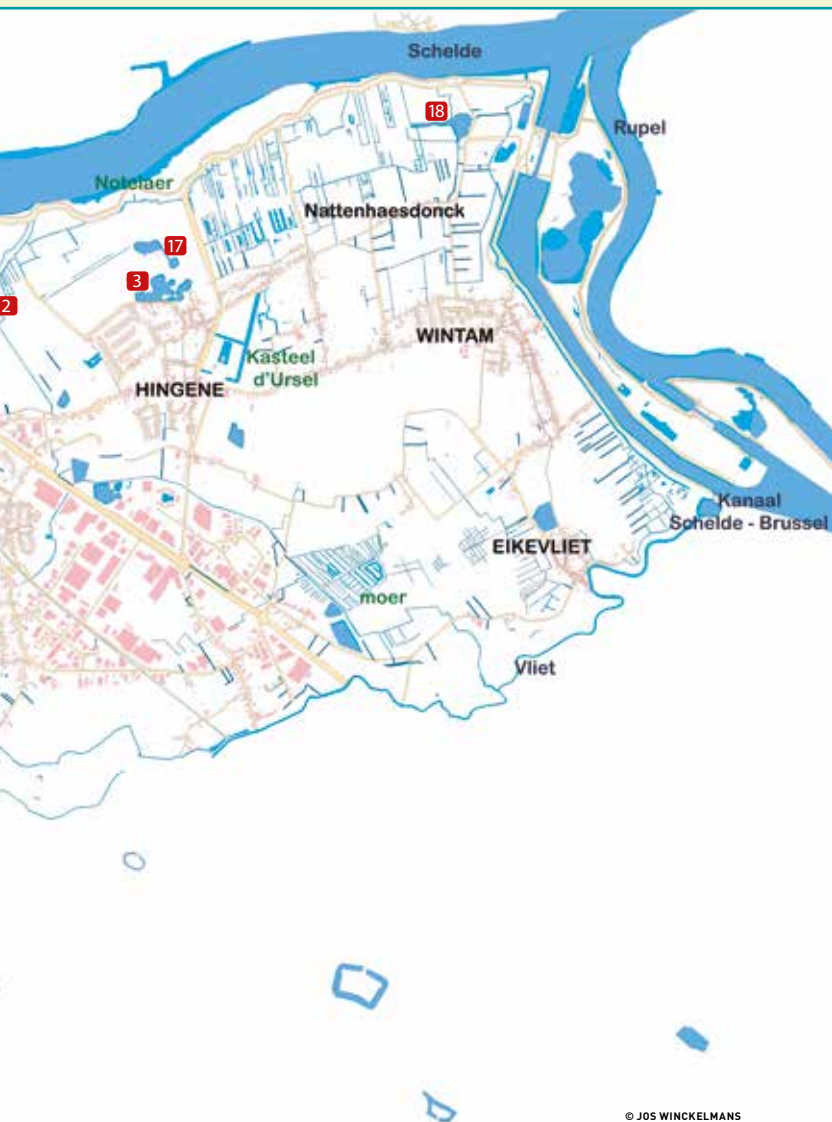 Schelde
18
Rupel
Notelaer
Nattenhaesdonck
17
3
2
WINTAM
Kasteel
d'Ursel
HINGENE
Kanaal
Schelde - Brussel
EIKEVLIET
moer
Vliet
© JOS WINCKELMANS